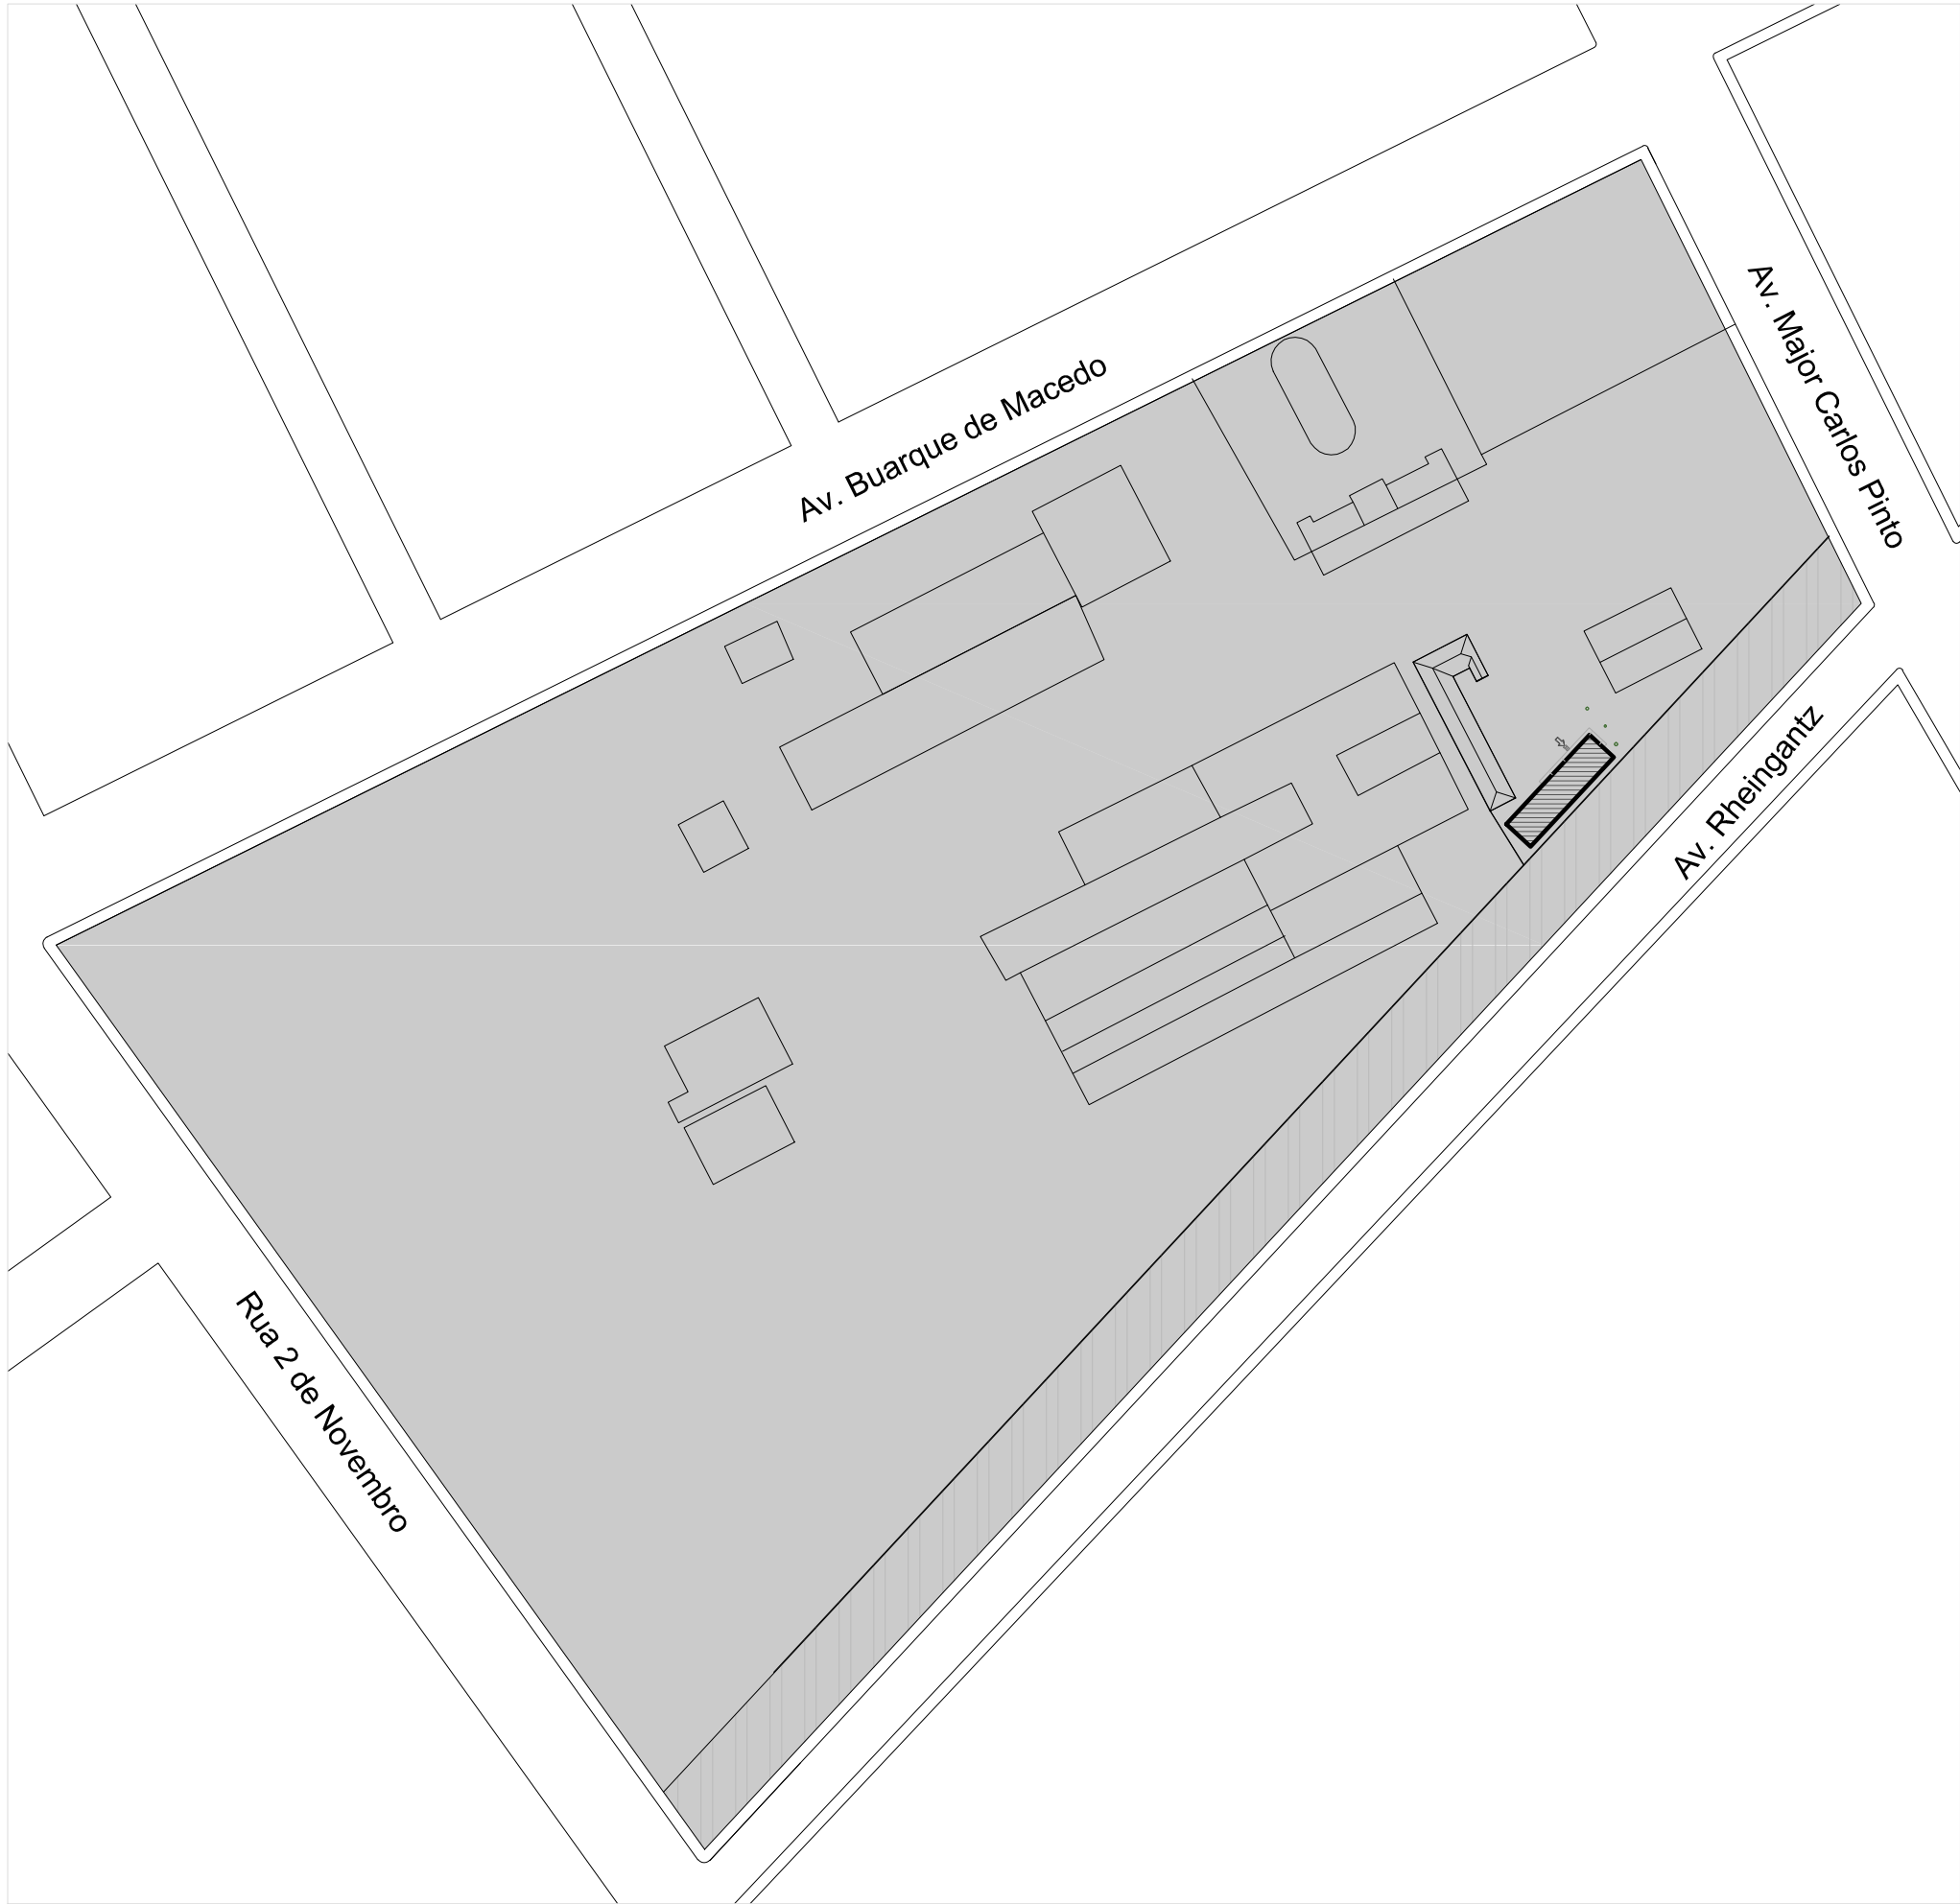 Av. Buarque de Macedo
Av. Major Carlos Pinto
Av. Rheingantz
Rua 2 de Novembro